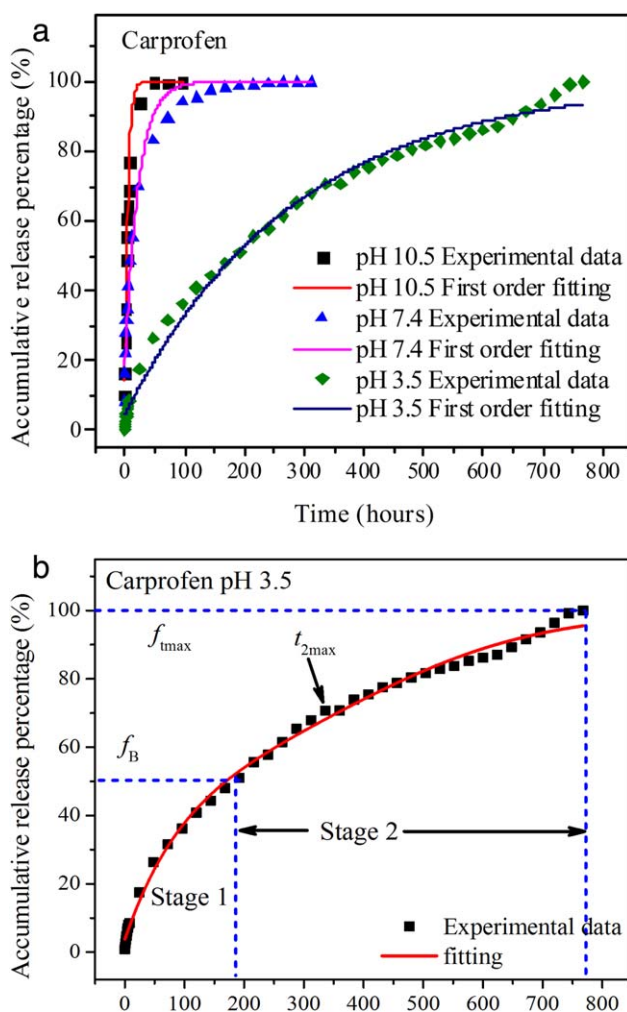 a
Carprofen
Accumulative release percentage (%)
100
80
60
40
20
0
pH 10.5 Experimental data
pH 10.5 First order fitting
pH 7.4 Experimental data
pH 7.4 First order fitting
pH 3.5 Experimental data
pH 3.5 First order fitting
0 100 200 300 400 500 600 700 800
Time (hours)
b
Carprofen pH 3.5
Accumulative release percentage (%)
100
80
60
40
20
0
ftmax
t2max
fB
Stage 2
Stage 1
Experimental data
fitting
0 100 200 300 400 500 600 700 800